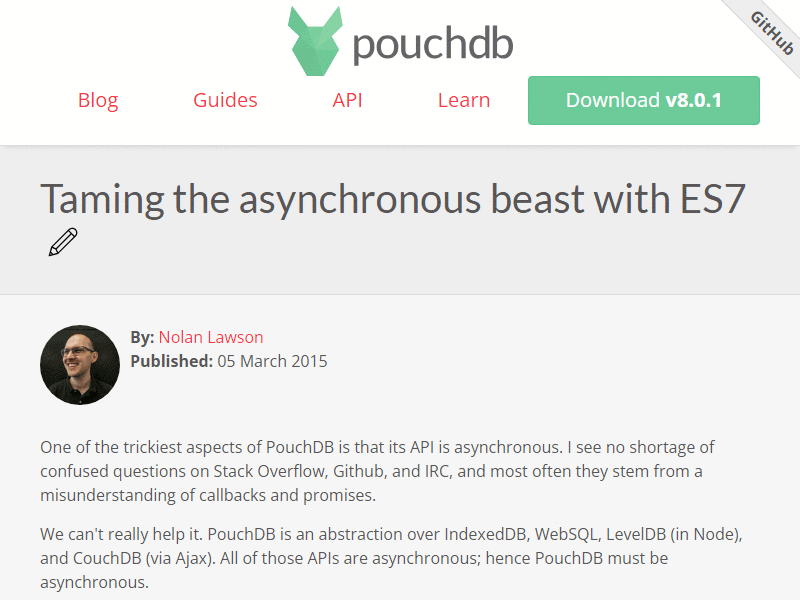 GitHub
pouchdb
Blog Guides API Learn Download v8.0.1
Taming the asynchronous beast with ES7
By: Nolan Lawson
Published: 05 March 2015
One of the trickiest aspects of PouchDB is that its API is asynchronous. I see no shortage of
confused questions on Stack Overflow, Github, and IRC, and most often they stem from a
misunderstanding of callbacks and promises.
We can't really help it. PouchDB is an abstraction over IndexedDB, WebSQL, LevelDB (in Node),
and CouchDB (via Ajax). All of those APIs are asynchronous; hence PouchDB must be
asynchronous.